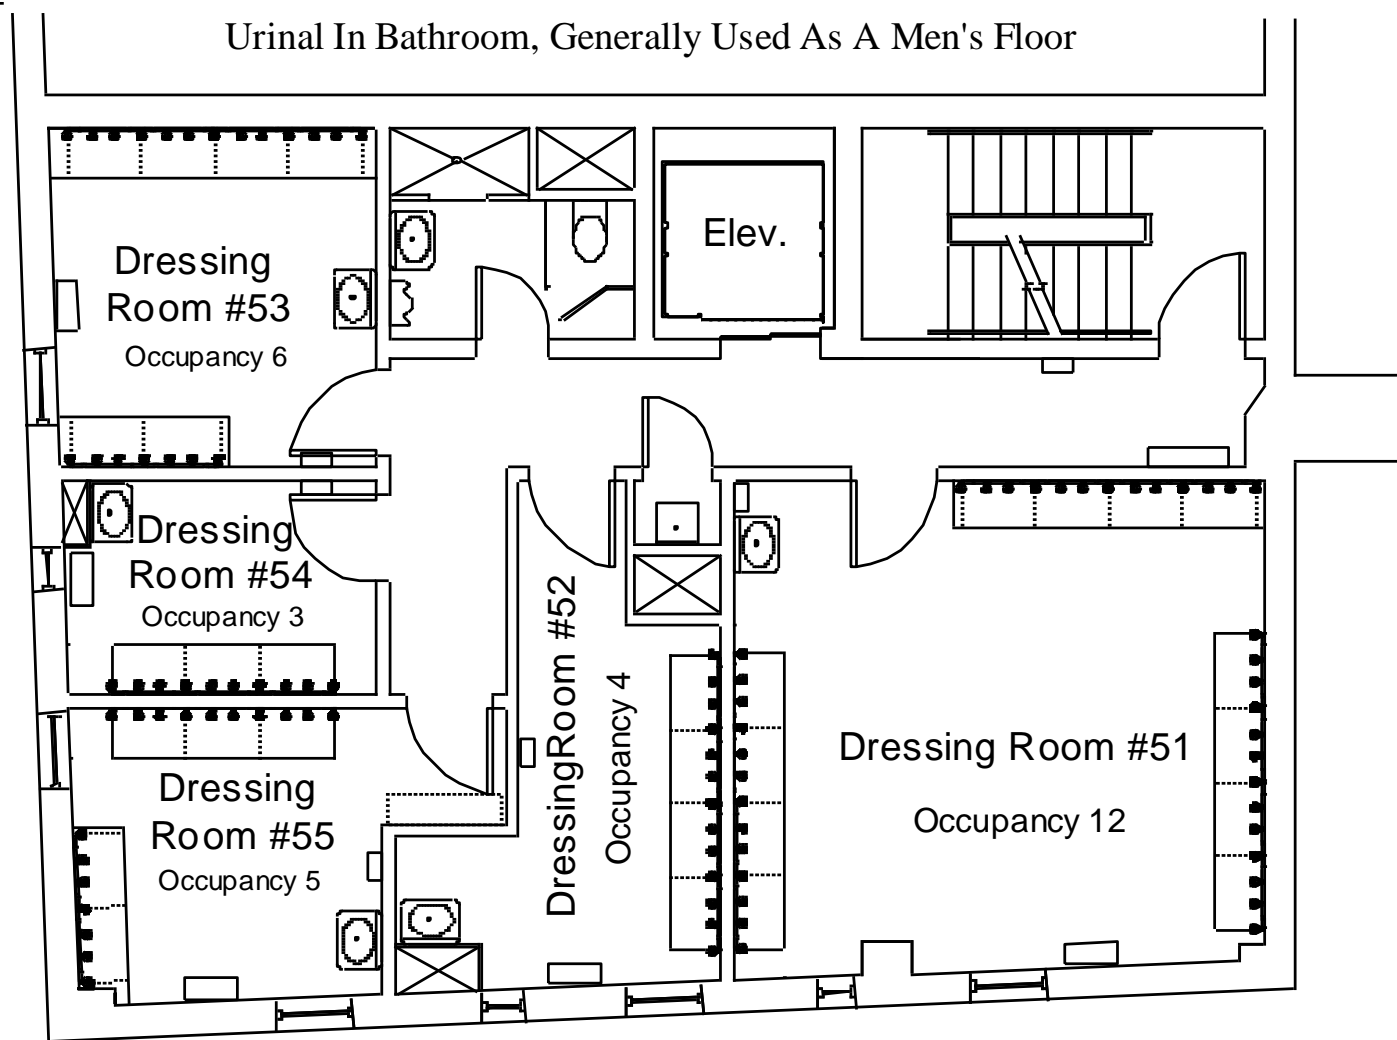 Urinal In Bathroom, Generally Used As A Men's Floor
Elev.
Dressing
Room #53
Occupancy 6
Dressing
Room #54
Occupancy 3
DressingRoom #52
Occupancy 4
Dressing Room #51
Occupancy 12
Dressing
Room #55
Occupancy 5